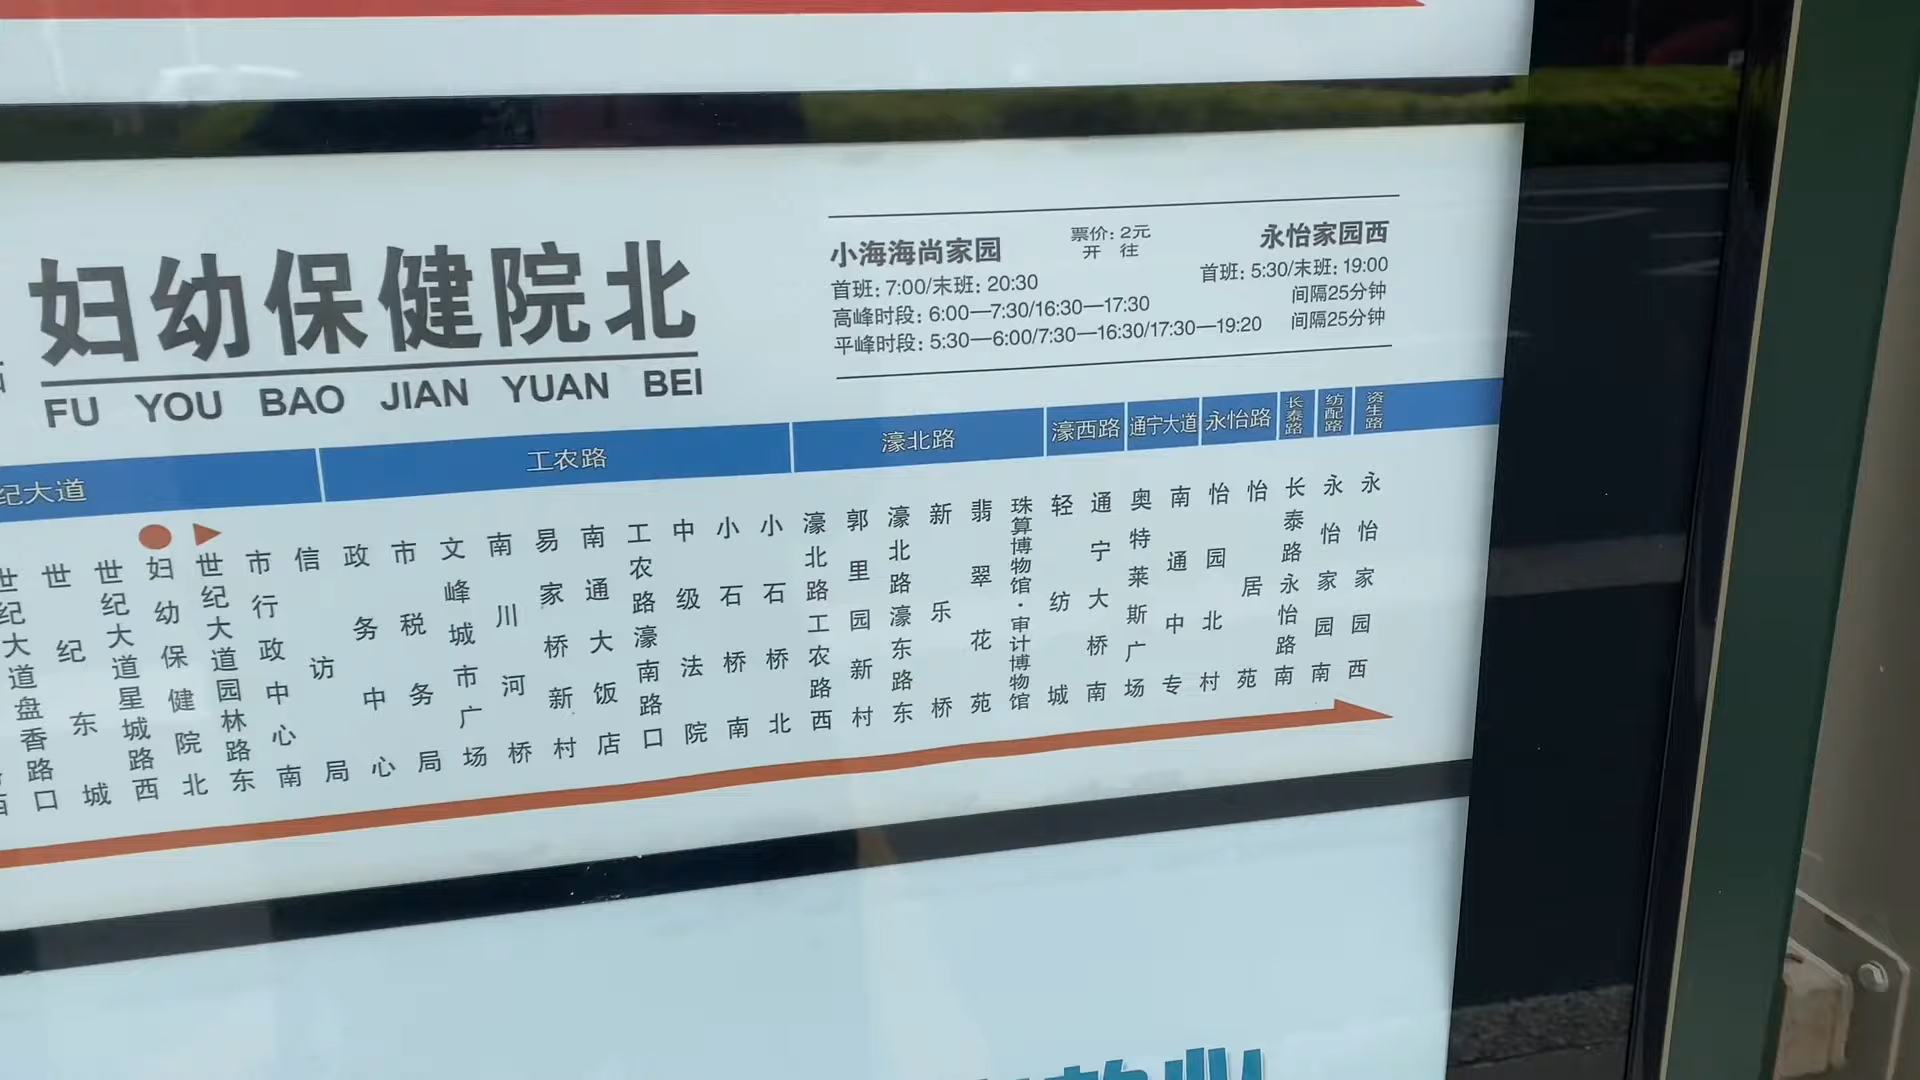 妇幼保健院北
FU YOU BAO JIAN YUAN BEI
小海海尚家园
票价: 2元
开 往
永怡家园西
首班: 7:00/末班: 20:30
首班: 5:30/末班: 19:00
高峰时段: 6:00—7:30/16:30—17:30
间隔25分钟
平峰时段: 5:30—6:00/7:30—16:30/17:30—19:20
间隔25分钟
纪大道
工农路
濠北路
濠西路
通宁大道
永怡路
长泰路
纺配路
资生路
世纪大道盘香路口
世纪东城
世纪大道星城路西
妇幼保健院北
世纪大道园林路东
市行政中心南
信访局
政务中心
市税务局
文峰城市广场
南川河桥
易家桥新村
南通大饭店
工农路濠南路口
中级法院
小石桥南
小石桥北
濠北路工农路西
郭里园新村
濠北路濠东路东
新乐桥
翡翠花苑
珠算博物馆·审计博物馆
轻纺城
通宁大桥南
奥特莱斯广场
南通中专
怡园北村
怡居苑
长泰路永怡路南
永怡家园南
永怡家园西